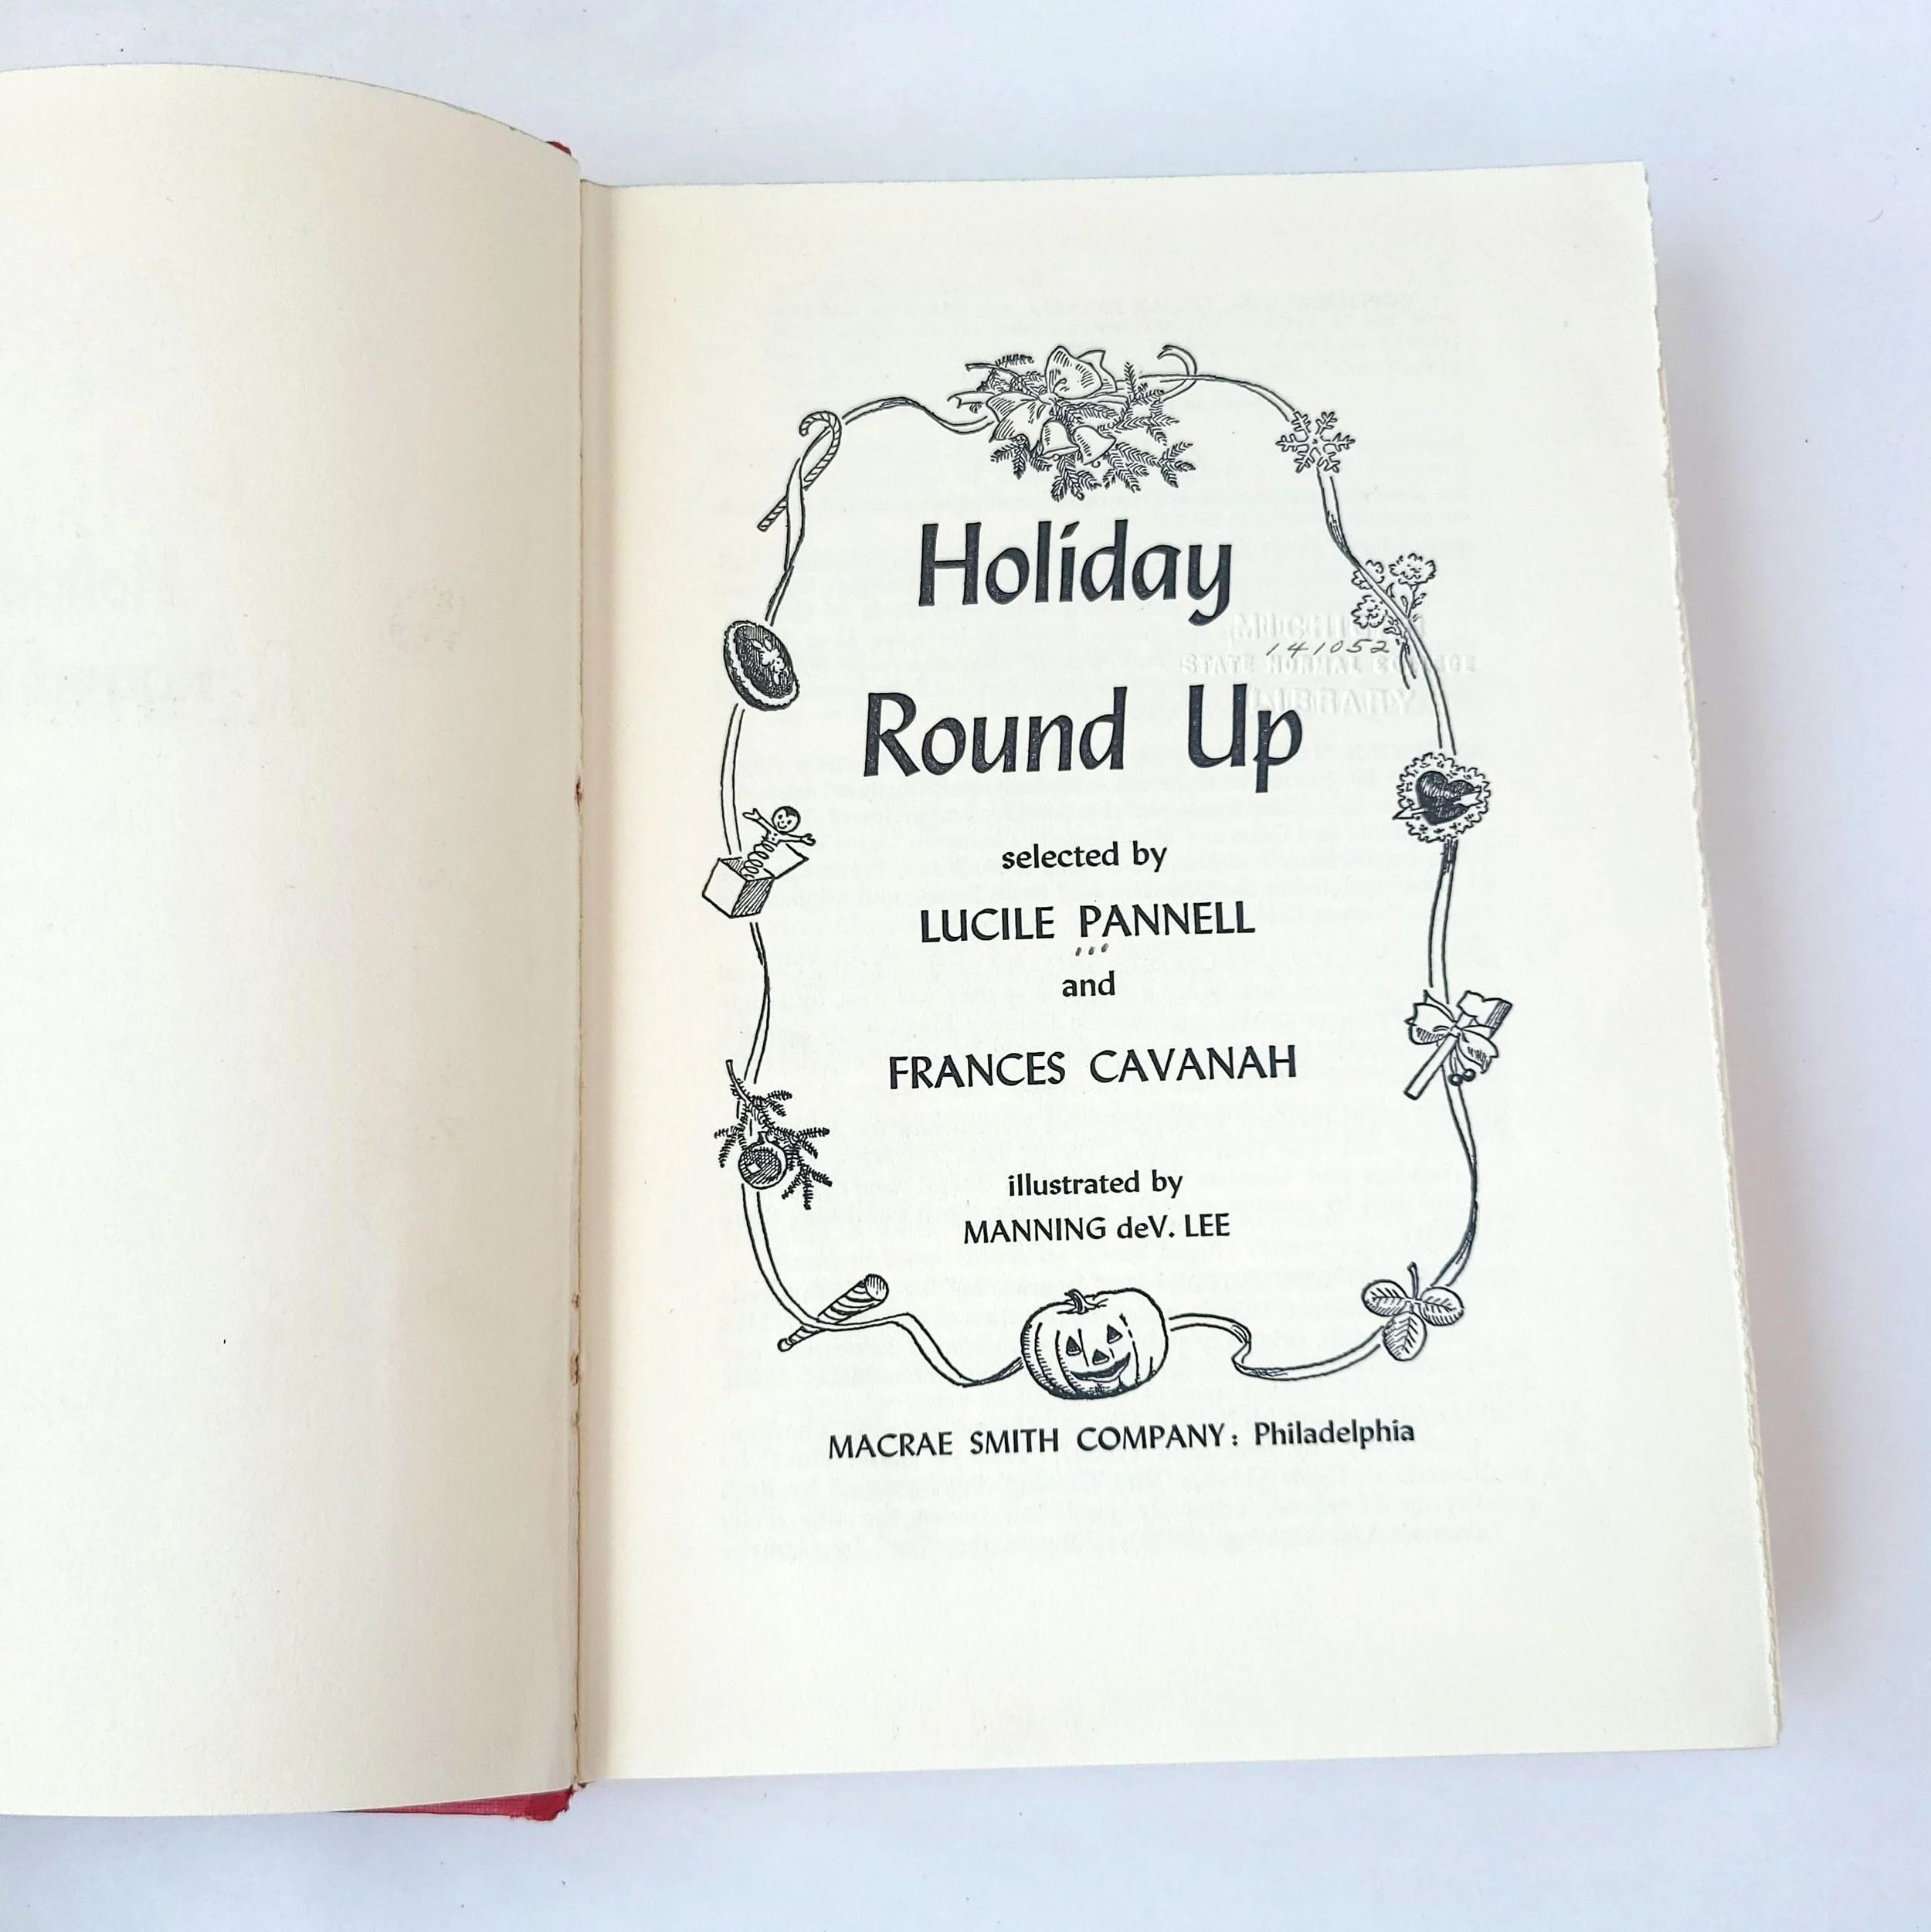 Holiday
MICHIGAN
141052
STATE NORMAL COLLEGE
LIBRARY
Round Up
selected by
LUCILE PANNELL
and
FRANCES CAVANAH
illustrated by
MANNING deV. LEE
MACRAE SMITH COMPANY: Philadelphia